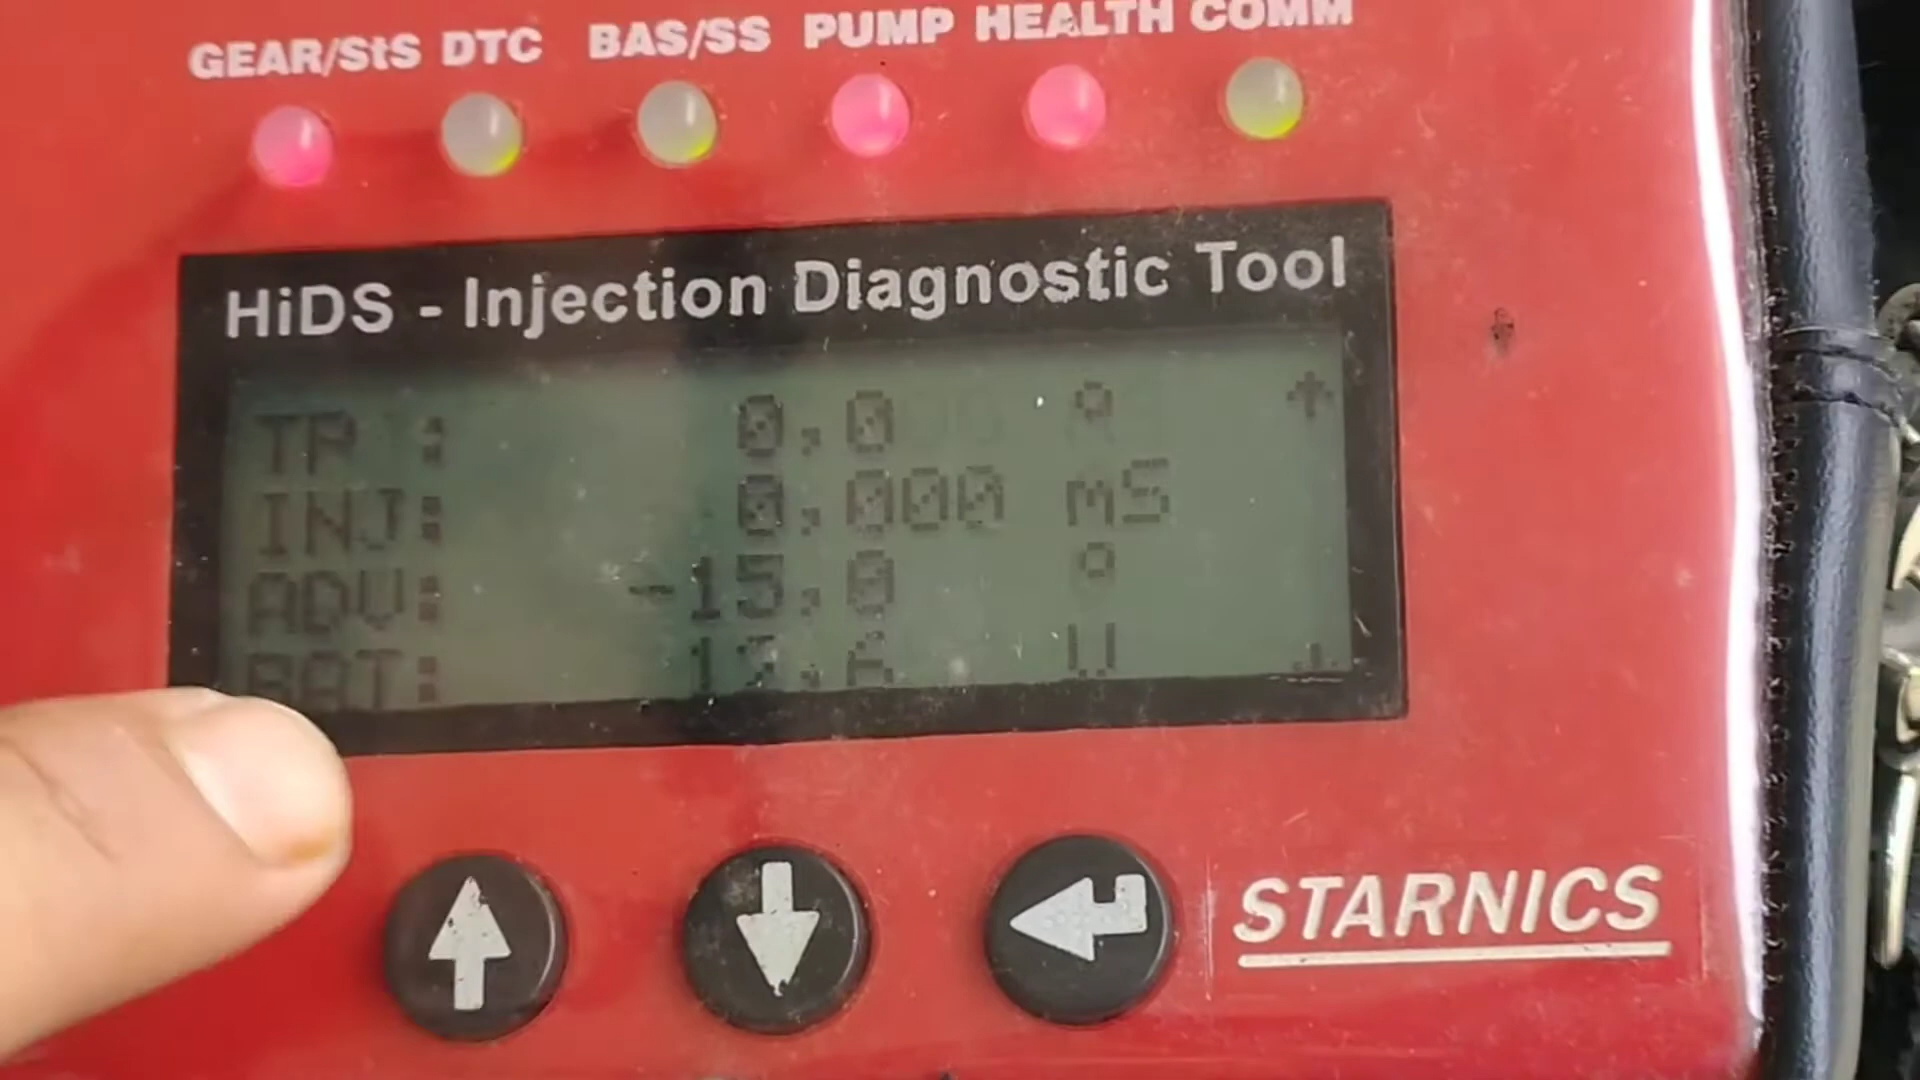 GEAR/StS DTC BAS/SS PUMP HEALTH COMM
HiDS - Injection Diagnostic Tool
TP : 0,0 º
INJ: 0,000 mS
ADV: -15,0 º
BAT: V
STARNICS